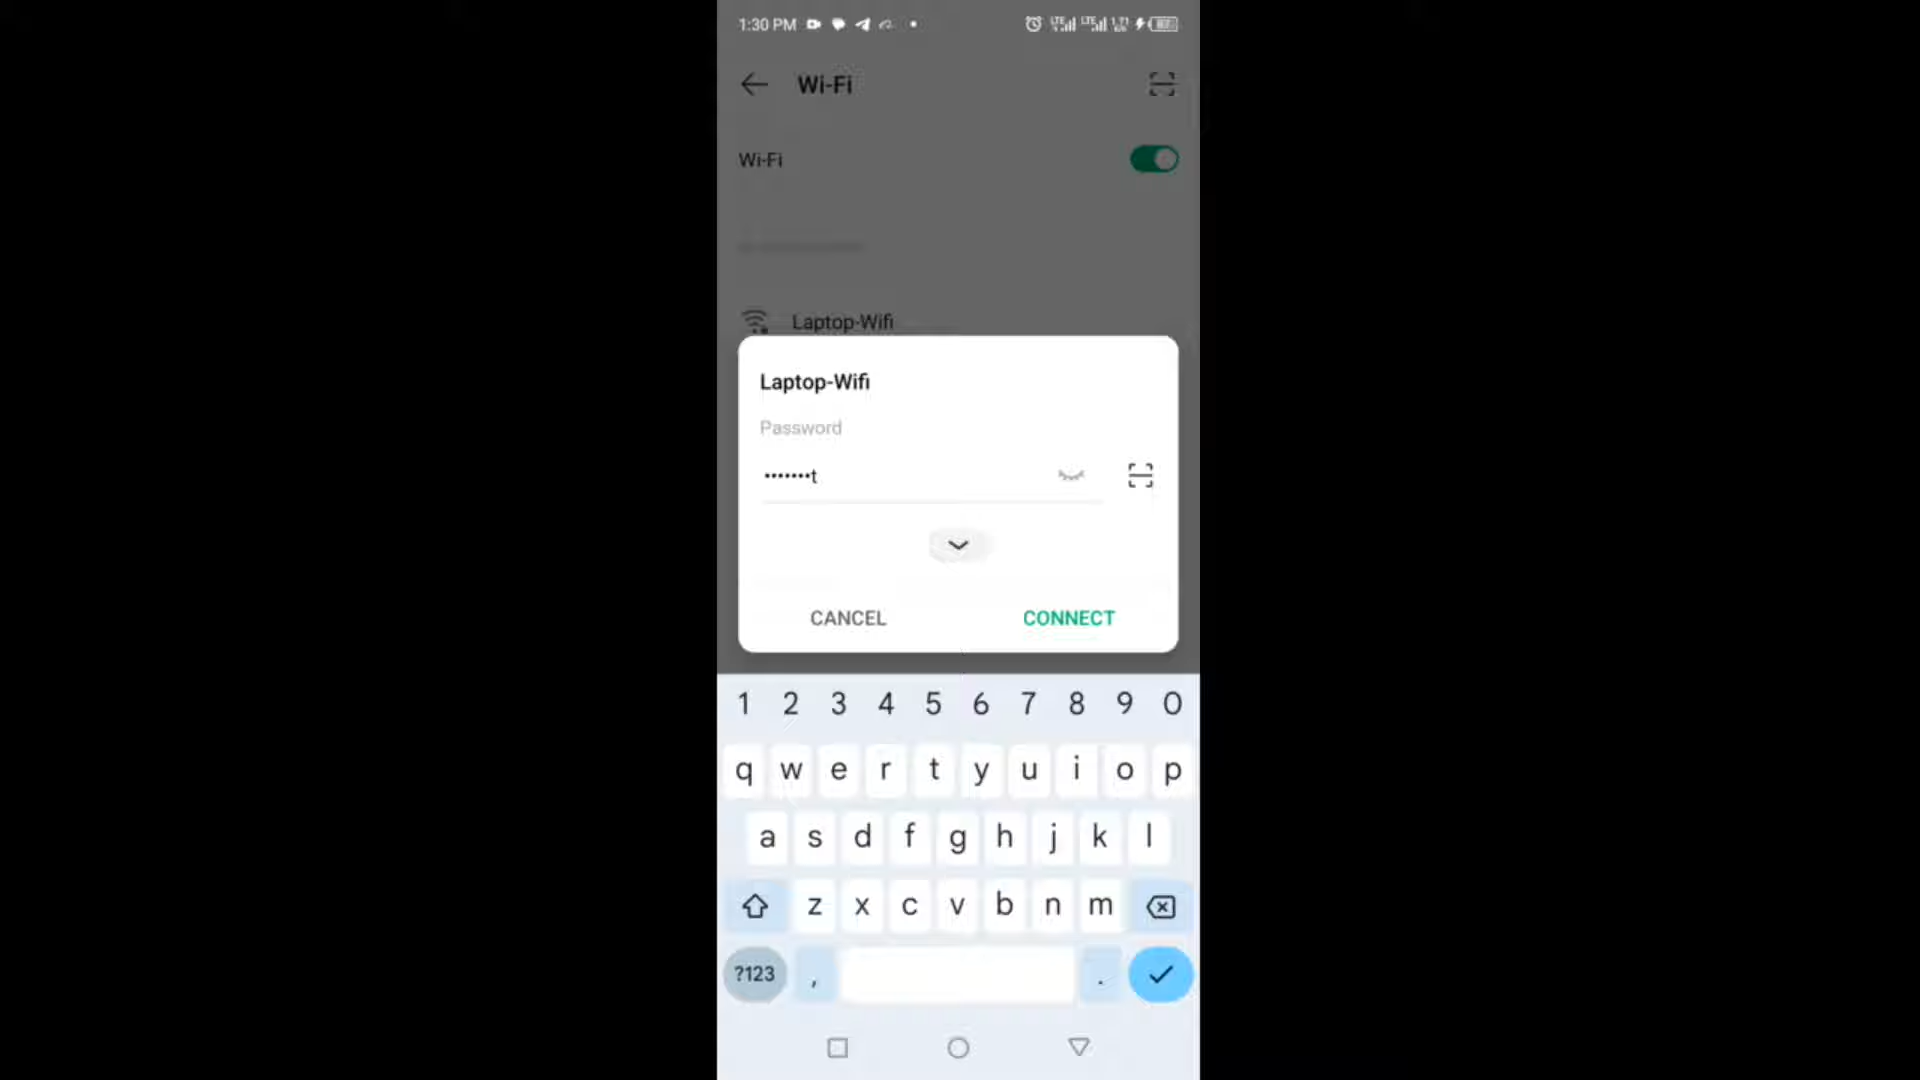 1:30 PM
Wi-Fi
Wi-Fi
Laptop-Wifi
Laptop-Wifi
Password
•••••••t
CANCEL CONNECT
1 2 3 4 5 6 7 8 9 0
q w e r t y u i o p
a s d f g h j k l
z x c v b n m
?123 , .